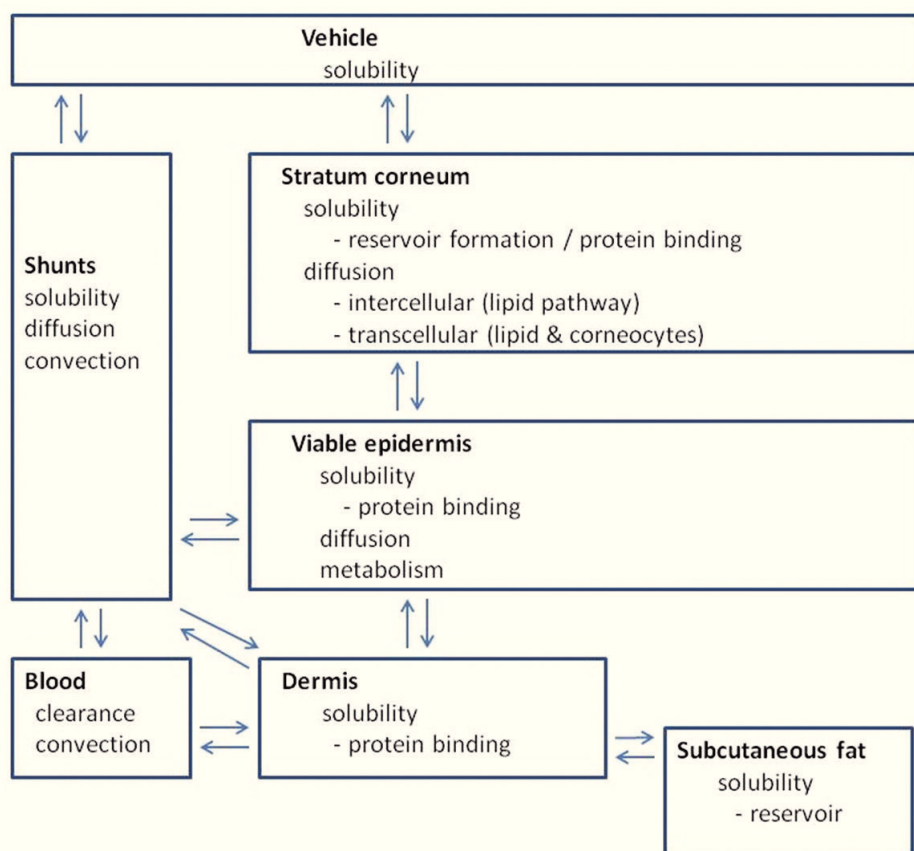 Vehicle
solubility
Shunts
solubility
diffusion
convection
Stratum corneum
solubility
- reservoir formation / protein binding
diffusion
- intercellular (lipid pathway)
- transcellular (lipid & corneocytes)
Viable epidermis
solubility
- protein binding
diffusion
metabolism
Blood
clearance
convection
Dermis
solubility
- protein binding
Subcutaneous fat
solubility
- reservoir